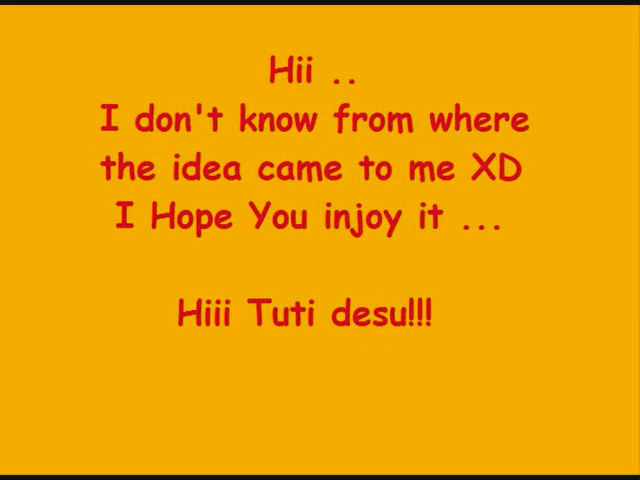 Hii ..
I don't know from where
the idea came to me XD
I Hope You injoy it ...
Hiii Tuti desu!!!